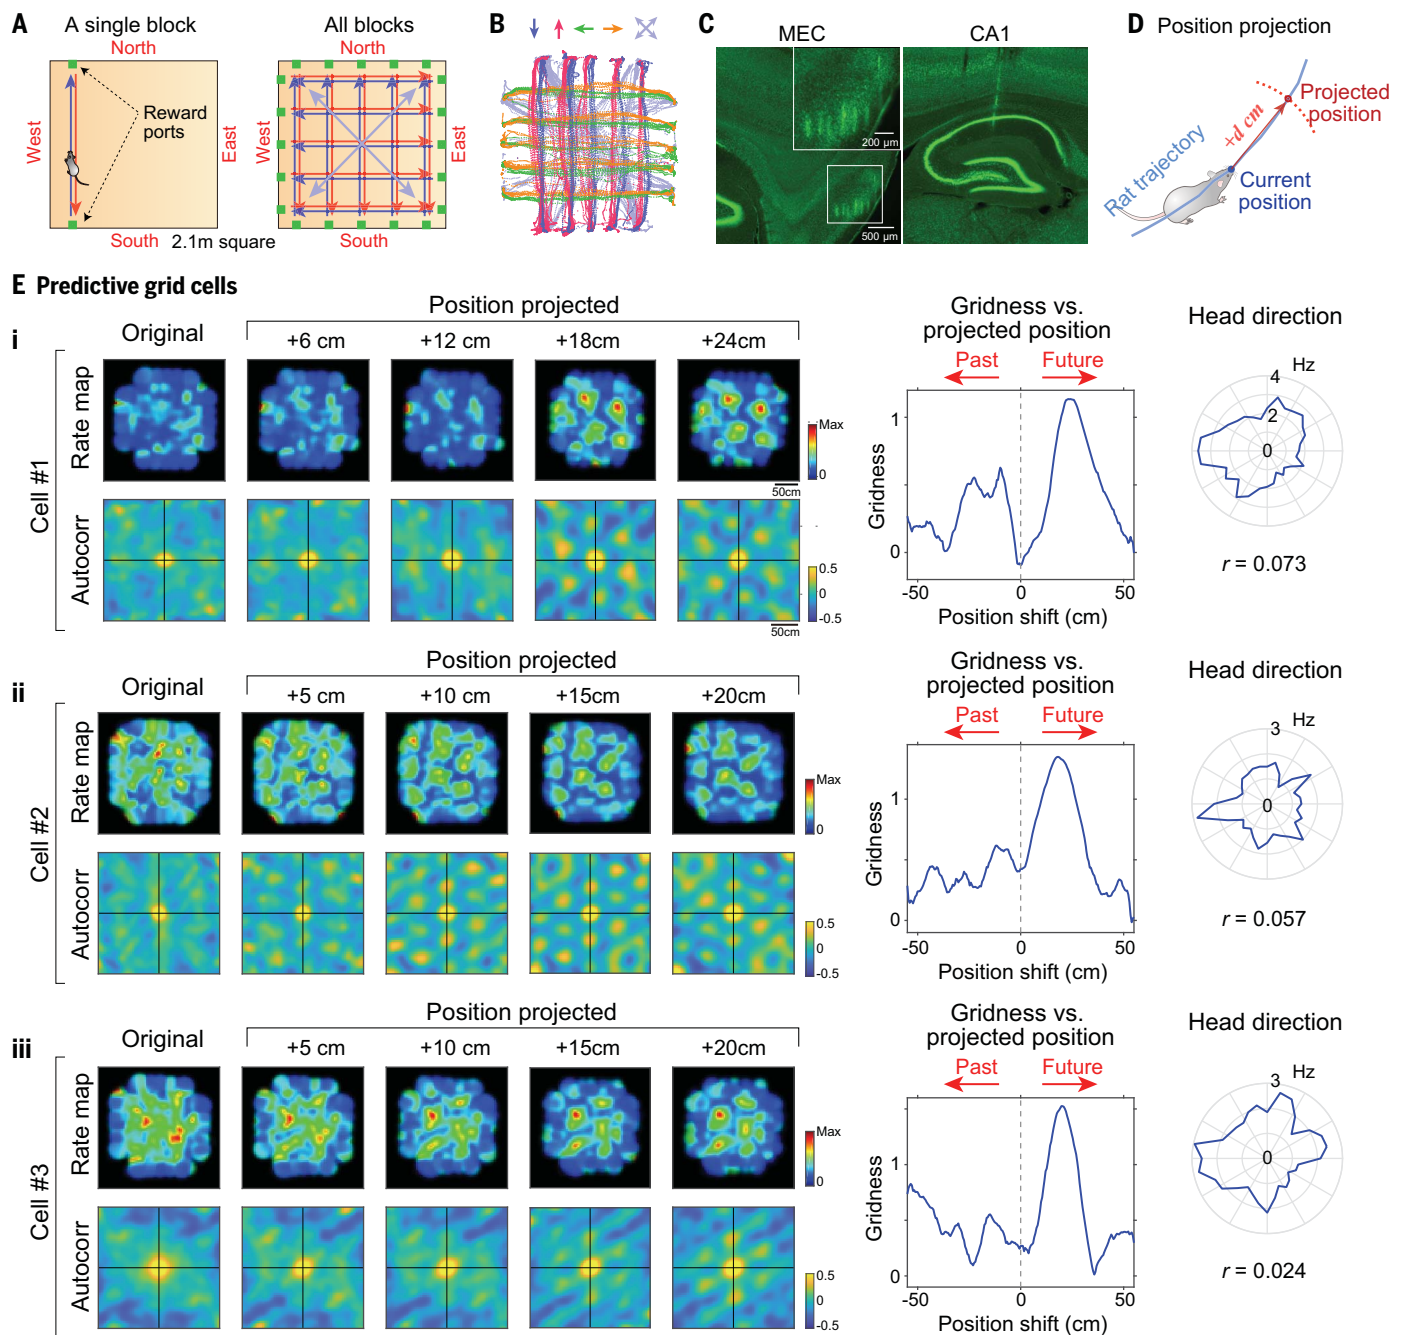 A
A single block
North
West
East
South
Reward
ports
2.1m square
All blocks
North
West
East
South
B
C
MEC
CA1
200 µm
500 µm
D
Position projection
Rat trajectory
+d cm
Projected
position
Current
position
E Predictive grid cells
i
Cell #1
Original
Position projected
+6 cm
+12 cm
+18cm
+24cm
Rate map
Max
0
50cm
Autocorr
0.5
0
-0.5
50cm
Gridness vs.
projected position
Past
Future
Gridness
1
0
-50
0
50
Position shift (cm)
Head direction
4
Hz
2
0
r = 0.073
ii
Cell #2
Original
Position projected
+5 cm
+10 cm
+15cm
+20cm
Rate map
Max
0
Autocorr
0.5
0
-0.5
Gridness vs.
projected position
Past
Future
Gridness
1
0
-50
0
50
Position shift (cm)
Head direction
3
Hz
0
r = 0.057
iii
Cell #3
Original
Position projected
+5 cm
+10 cm
+15cm
+20cm
Rate map
Max
0
Autocorr
0.5
0
-0.5
Gridness vs.
projected position
Past
Future
Gridness
1
0
-50
0
50
Position shift (cm)
Head direction
3
Hz
0
r = 0.024